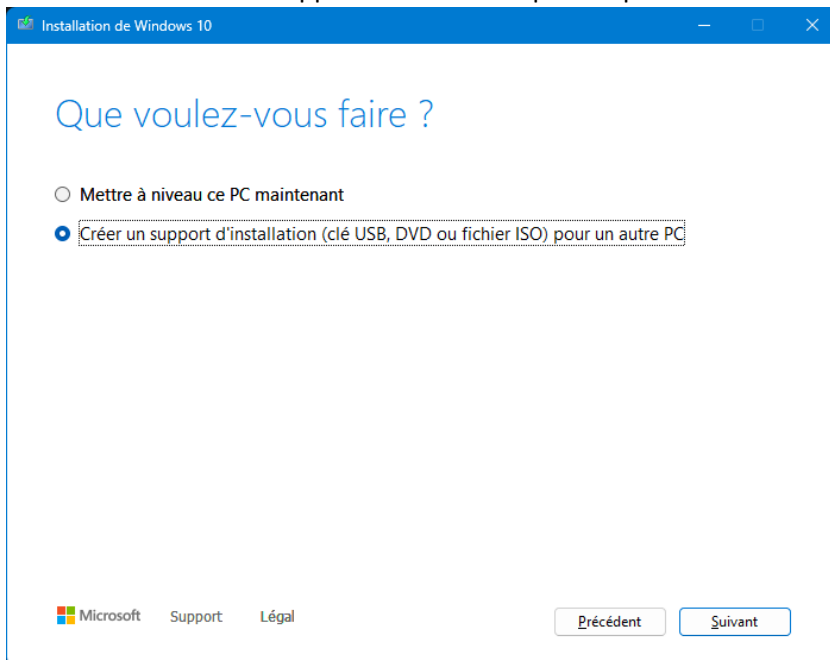 Installation de Windows 10
Que voulez-vous faire ?
Mettre à niveau ce PC maintenant
Créer un support d'installation (clé USB, DVD ou fichier ISO) pour un autre PC
Microsoft Support Légal Précédent Suivant